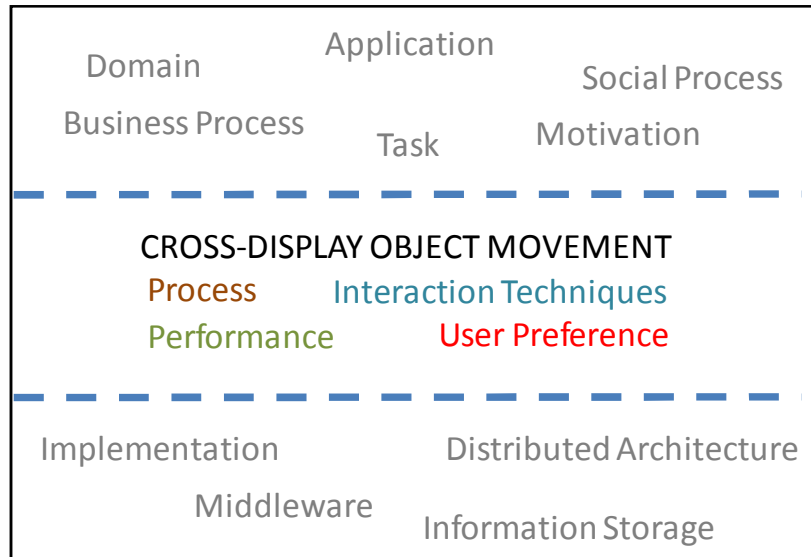 Application
Domain
Social Process
Business Process
Motivation
Task
CROSS-DISPLAY OBJECT MOVEMENT
Process Interaction Techniques
Performance User Preference
Implementation Distributed Architecture
Middleware
Information Storage